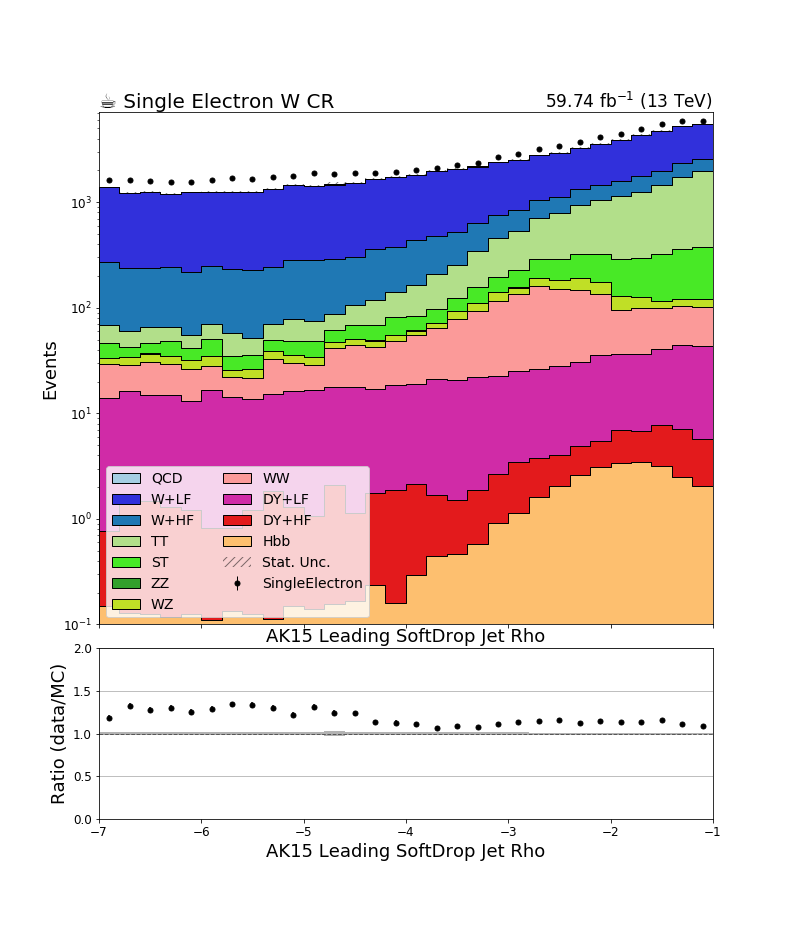 ☕ Single Electron W CR
59.74 fb⁻¹ (13 TeV)
Events
10³
10²
10¹
10⁰
10⁻¹
QCD
W+LF
W+HF
TT
ST
ZZ
WZ
WW
DY+LF
DY+HF
Hbb
Stat. Unc.
SingleElectron
AK15 Leading SoftDrop Jet Rho
Ratio (data/MC)
2.0
1.5
1.0
0.5
0.0
−7 −6 −5 −4 −3 −2 −1
AK15 Leading SoftDrop Jet Rho